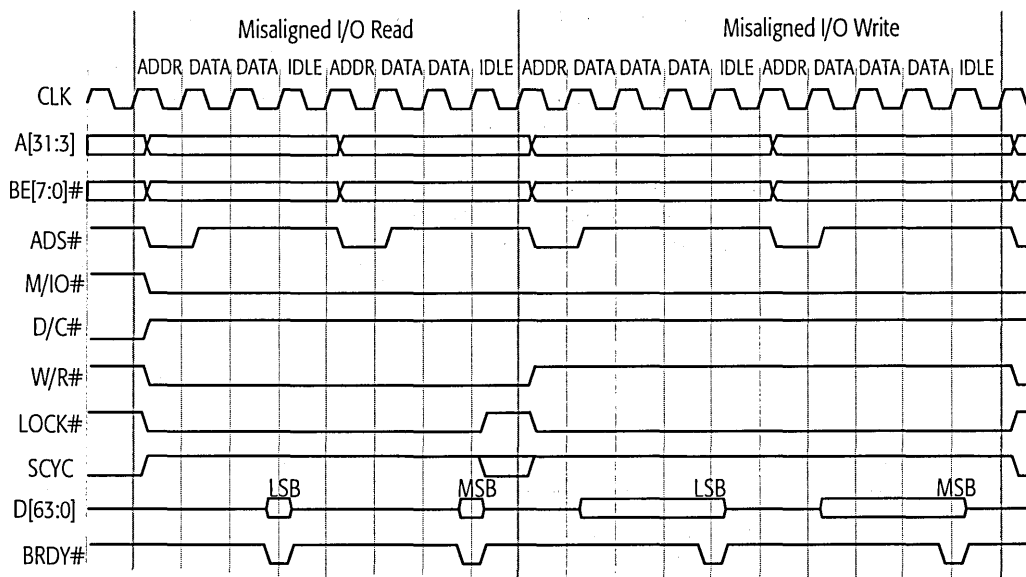 Misaligned I/O Read Misaligned I/O Write
ADDR DATA DATA IDLE ADDR DATA DATA IDLE ADDR DATA DATA DATA IDLE ADDR DATA DATA DATA IDLE
CLK
A[31:3]
BE[7:0]#
ADS#
M/IO#
D/C#
W/R#
LOCK#
SCYC
LSB MSB LSB MSB
D[63:0]
BRDY#